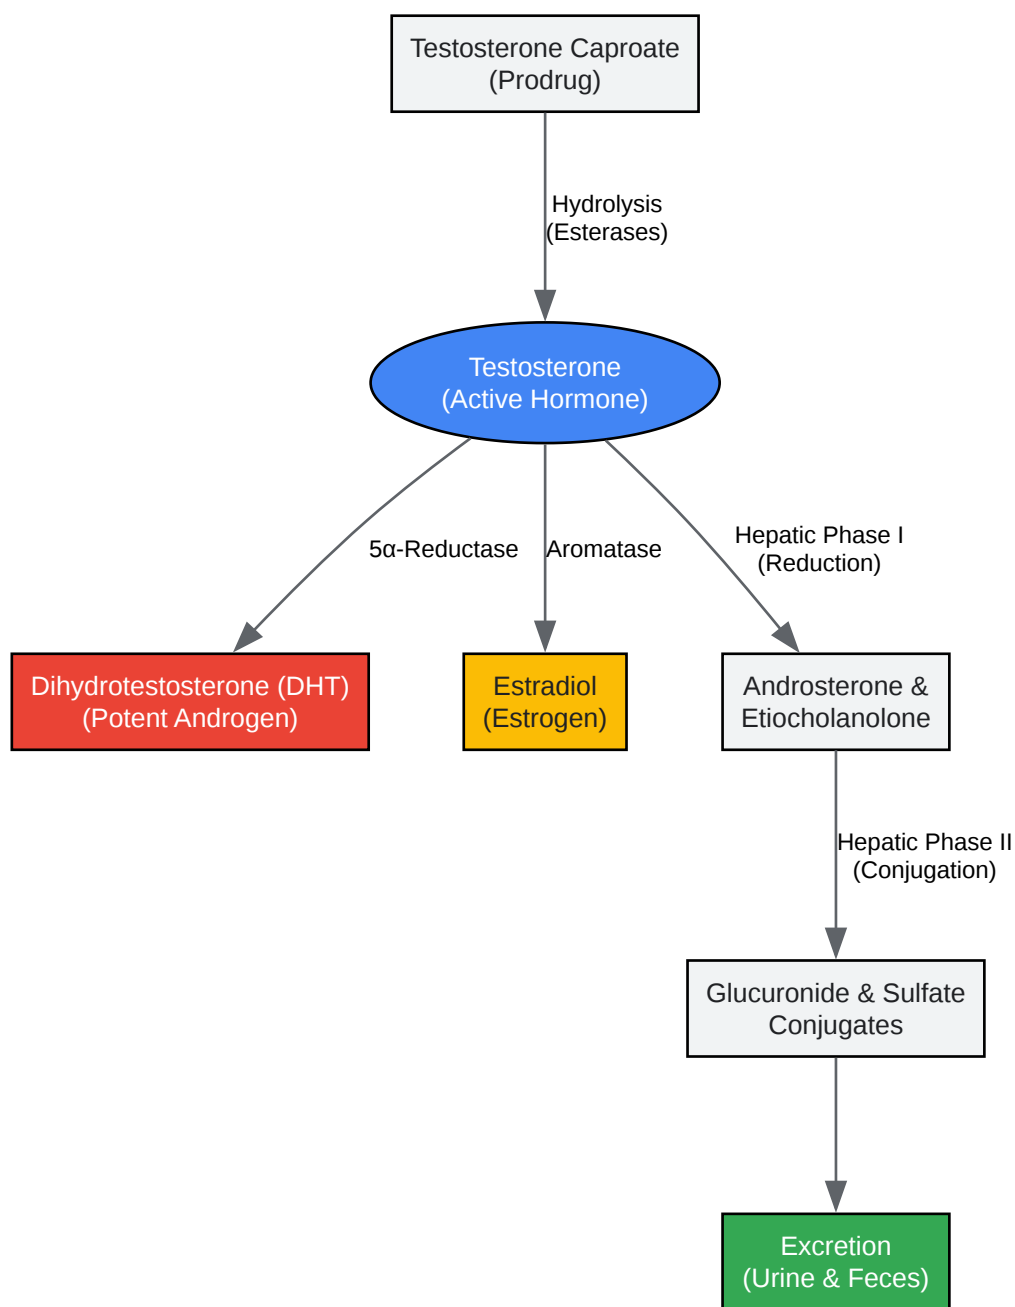 Testosterone Caproate
(Prodrug)
Hydrolysis
(Esterases)
Testosterone
(Active Hormone)
5α-Reductase
Aromatase
Hepatic Phase I
(Reduction)
Dihydrotestosterone (DHT)
(Potent Androgen)
Estradiol
(Estrogen)
Androsterone &
Etiocholanolone
Hepatic Phase II
(Conjugation)
Glucuronide & Sulfate
Conjugates
Excretion
(Urine & Feces)